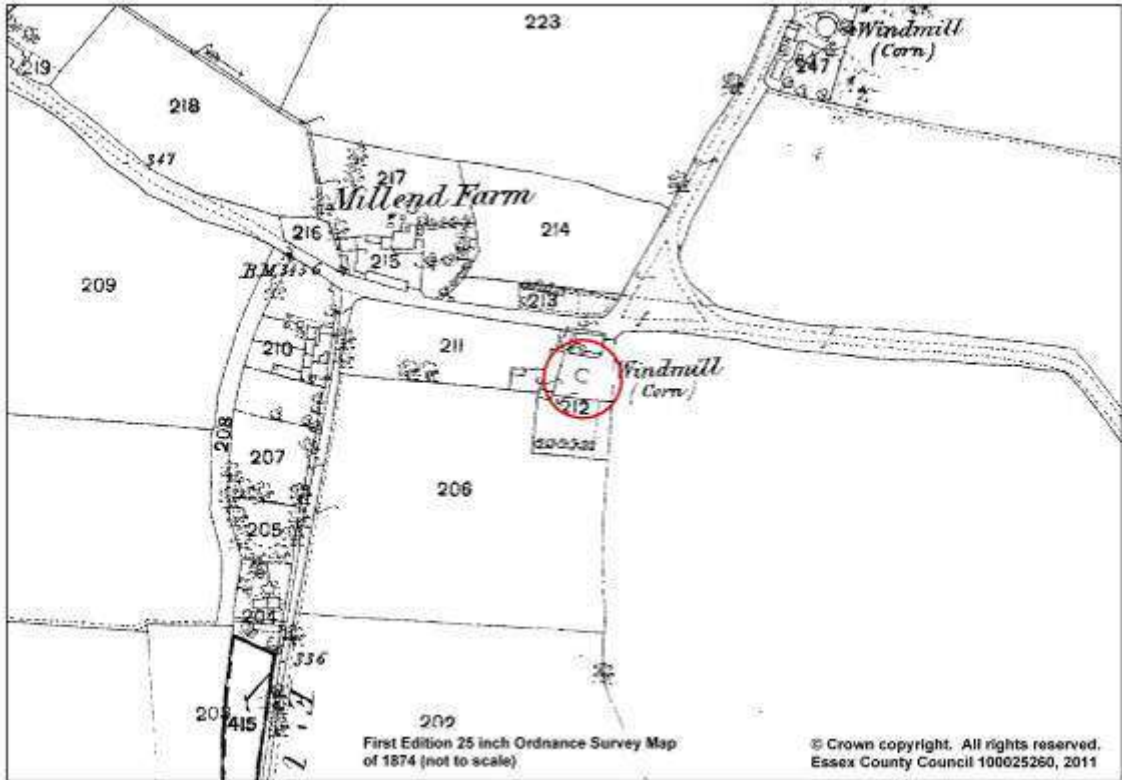 223
Windmill
(Corn)
247
219
218
347
217
Millend Farm
214
216
215
213
209
211
Windmill
(Corn)
212
210
208
207
206
205
204
336
415
202
First Edition 25 inch Ordnance Survey Map
of 1874 (not to scale)
© Crown copyright. All rights reserved.
Essex County Council 100025260, 2011